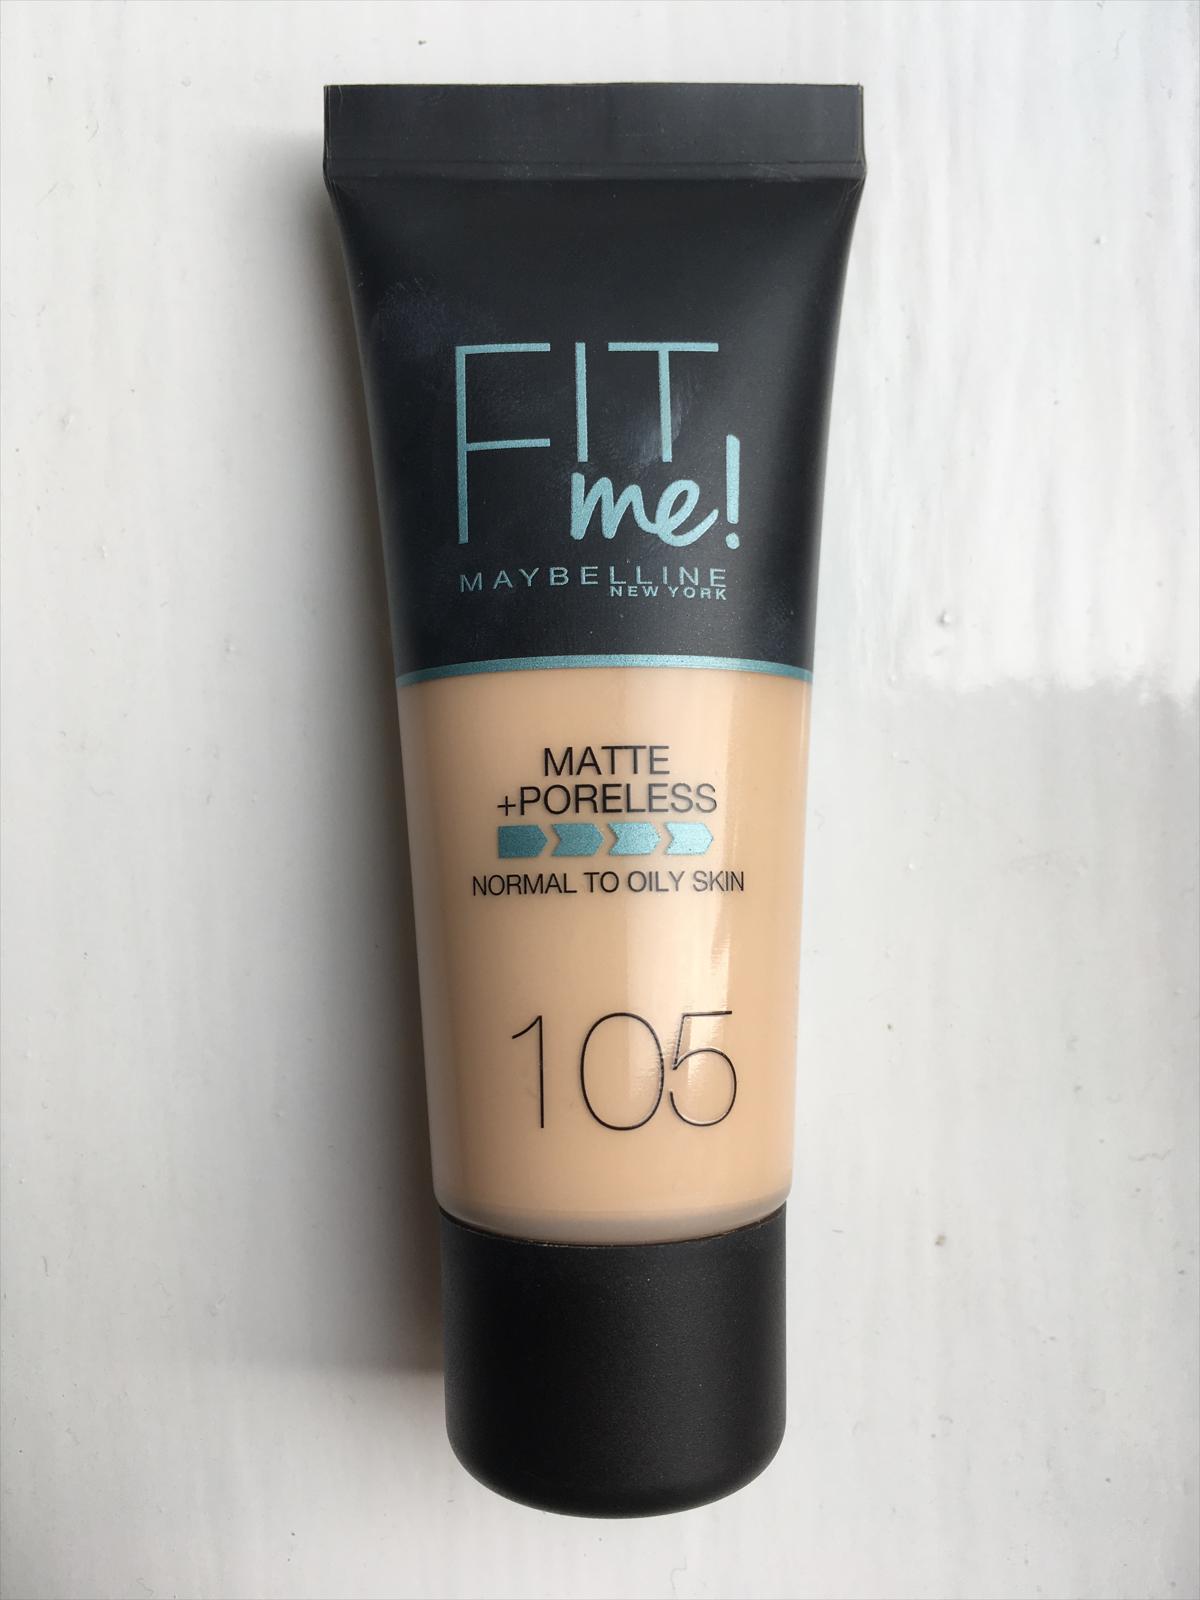 FIT
me!
MAYBELLINE
NEW YORK
MATTE
+PORELESS
NORMAL TO OILY SKIN
105